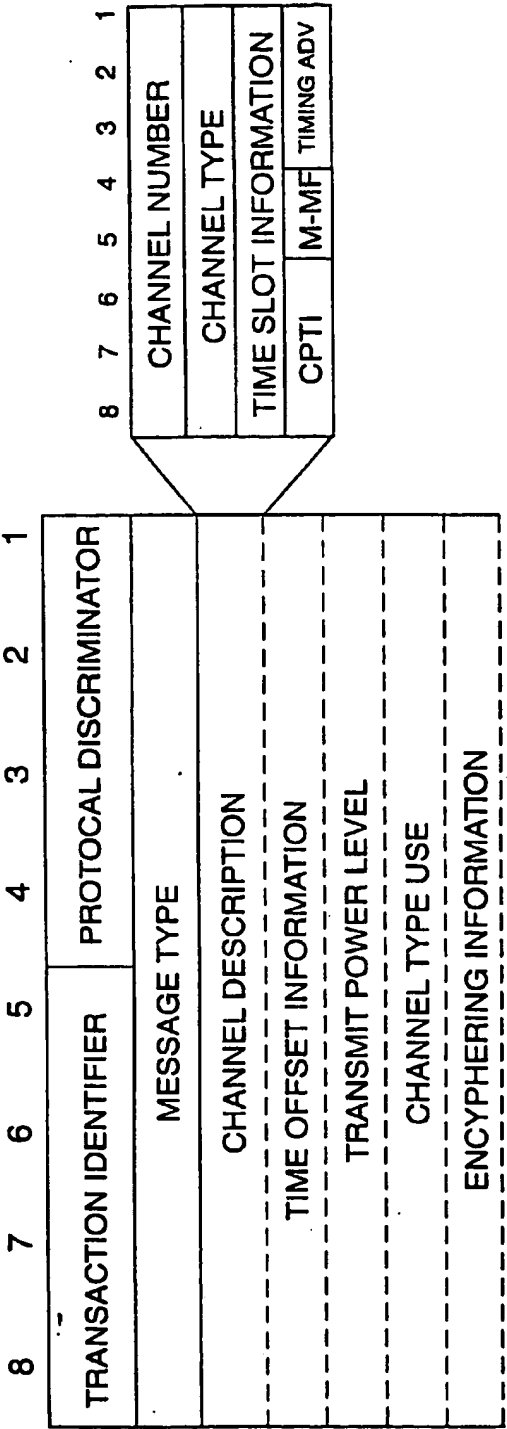 8 7 6 5 4 3 2 1
TRANSACTION IDENTIFIER PROTOCAL DISCRIMINATOR
MESSAGE TYPE
CHANNEL DESCRIPTION
TIME OFFSET INFORMATION
TRANSMIT POWER LEVEL
CHANNEL TYPE USE
ENCYPHERING INFORMATION
8 7 6 5 4 3 2 1
CHANNEL NUMBER
CHANNEL TYPE
TIME SLOT INFORMATION
CPTI M-MF TIMING ADV